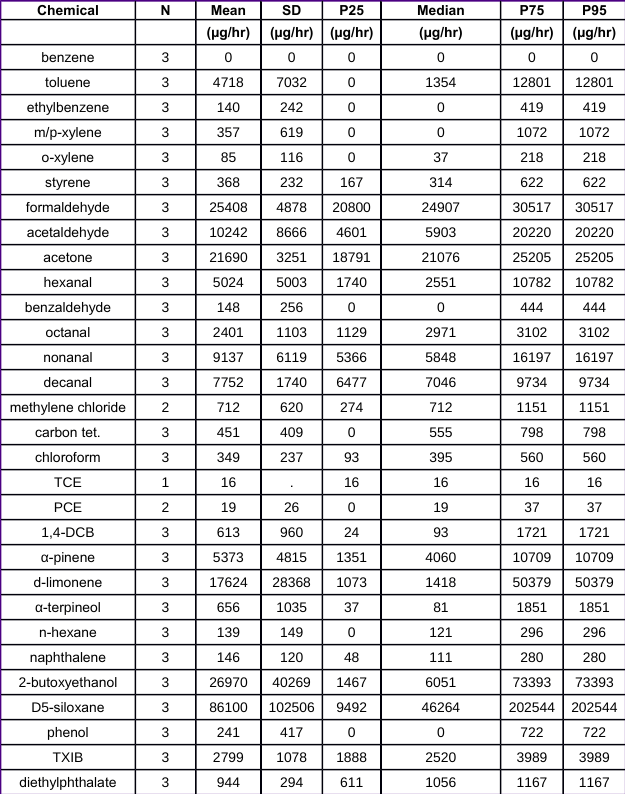 Chemical N Mean SD P25 Median P75 P95
(µg/hr) (µg/hr) (µg/hr) (µg/hr) (µg/hr) (µg/hr)
benzene 3 0 0 0 0 0 0
toluene 3 4718 7032 0 1354 12801 12801
ethylbenzene 3 140 242 0 0 419 419
m/p-xylene 3 357 619 0 0 1072 1072
o-xylene 3 85 116 0 37 218 218
styrene 3 368 232 167 314 622 622
formaldehyde 3 25408 4878 20800 24907 30517 30517
acetaldehyde 3 10242 8666 4601 5903 20220 20220
acetone 3 21690 3251 18791 21076 25205 25205
hexanal 3 5024 5003 1740 2551 10782 10782
benzaldehyde 3 148 256 0 0 444 444
octanal 3 2401 1103 1129 2971 3102 3102
nonanal 3 9137 6119 5366 5848 16197 16197
decanal 3 7752 1740 6477 7046 9734 9734
methylene chloride 2 712 620 274 712 1151 1151
carbon tet. 3 451 409 0 555 798 798
chloroform 3 349 237 93 395 560 560
TCE 1 16 . 16 16 16 16
PCE 2 19 26 0 19 37 37
1,4-DCB 3 613 960 24 93 1721 1721
α-pinene 3 5373 4815 1351 4060 10709 10709
d-limonene 3 17624 28368 1073 1418 50379 50379
α-terpineol 3 656 1035 37 81 1851 1851
n-hexane 3 139 149 0 121 296 296
naphthalene 3 146 120 48 111 280 280
2-butoxyethanol 3 26970 40269 1467 6051 73393 73393
D5-siloxane 3 86100 102506 9492 46264 202544 202544
phenol 3 241 417 0 0 722 722
TXIB 3 2799 1078 1888 2520 3989 3989
diethylphthalate 3 944 294 611 1056 1167 1167